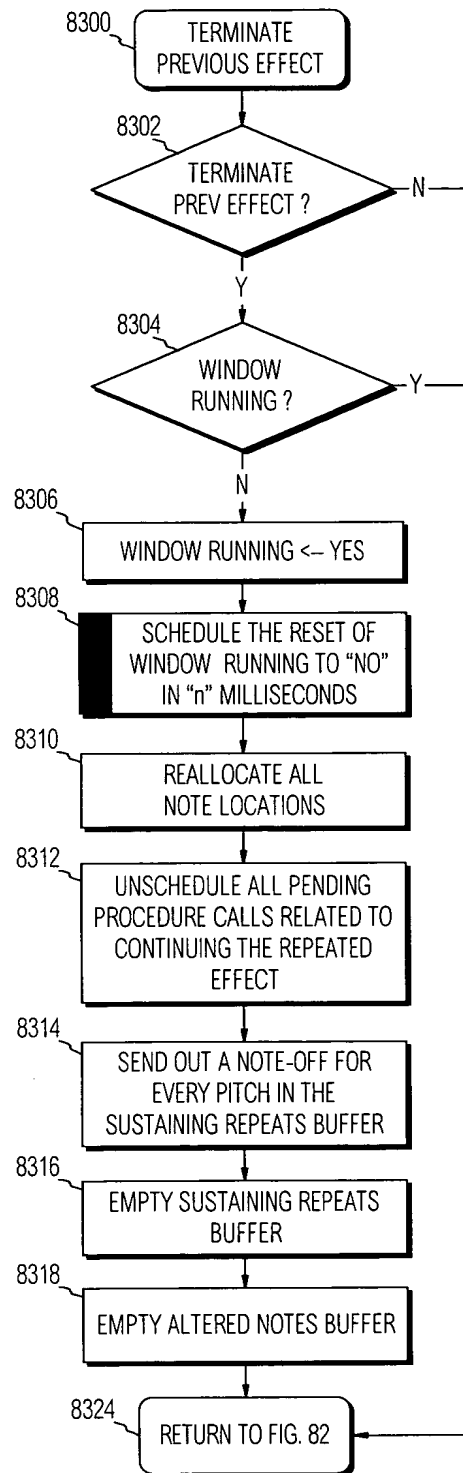 8300
TERMINATE
PREVIOUS EFFECT
8302
TERMINATE
PREV EFFECT ?
N
Y
8304
WINDOW
RUNNING ?
Y
N
8306
WINDOW RUNNING <-- YES
8308
SCHEDULE THE RESET OF
WINDOW RUNNING TO “NO”
IN “n” MILLISECONDS
8310
REALLOCATE ALL
NOTE LOCATIONS
8312
UNSCHEDULE ALL PENDING
PROCEDURE CALLS RELATED TO
CONTINUING THE REPEATED
EFFECT
8314
SEND OUT A NOTE-OFF FOR
EVERY PITCH IN THE
SUSTAINING REPEATS BUFFER
8316
EMPTY SUSTAINING REPEATS
BUFFER
8318
EMPTY ALTERED NOTES BUFFER
8324
RETURN TO FIG. 82